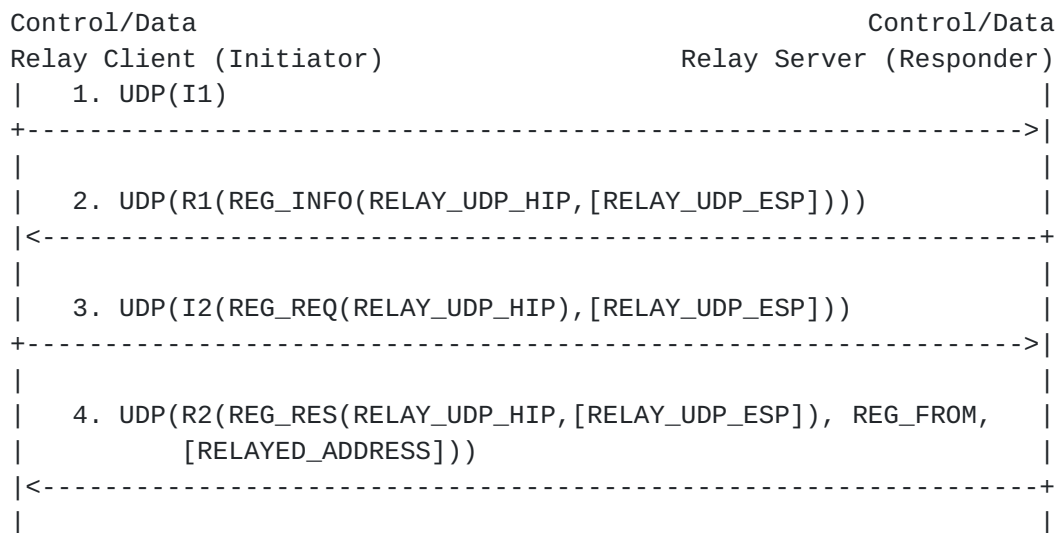 Control/Data                                           Control/Data
Relay Client (Initiator)                   Relay Server (Responder)
|   1. UDP(I1)                                                    |
+---------------------------------------------------------------->|
|                                                                 |
|   2. UDP(R1(REG_INFO(RELAY_UDP_HIP,[RELAY_UDP_ESP])))           |
|<----------------------------------------------------------------+
|                                                                 |
|   3. UDP(I2(REG_REQ(RELAY_UDP_HIP),[RELAY_UDP_ESP]))            |
+---------------------------------------------------------------->|
|                                                                 |
|   4. UDP(R2(REG_RES(RELAY_UDP_HIP,[RELAY_UDP_ESP]), REG_FROM,   |
|          [RELAYED_ADDRESS]))                                    |
|<----------------------------------------------------------------+
|                                                                 |